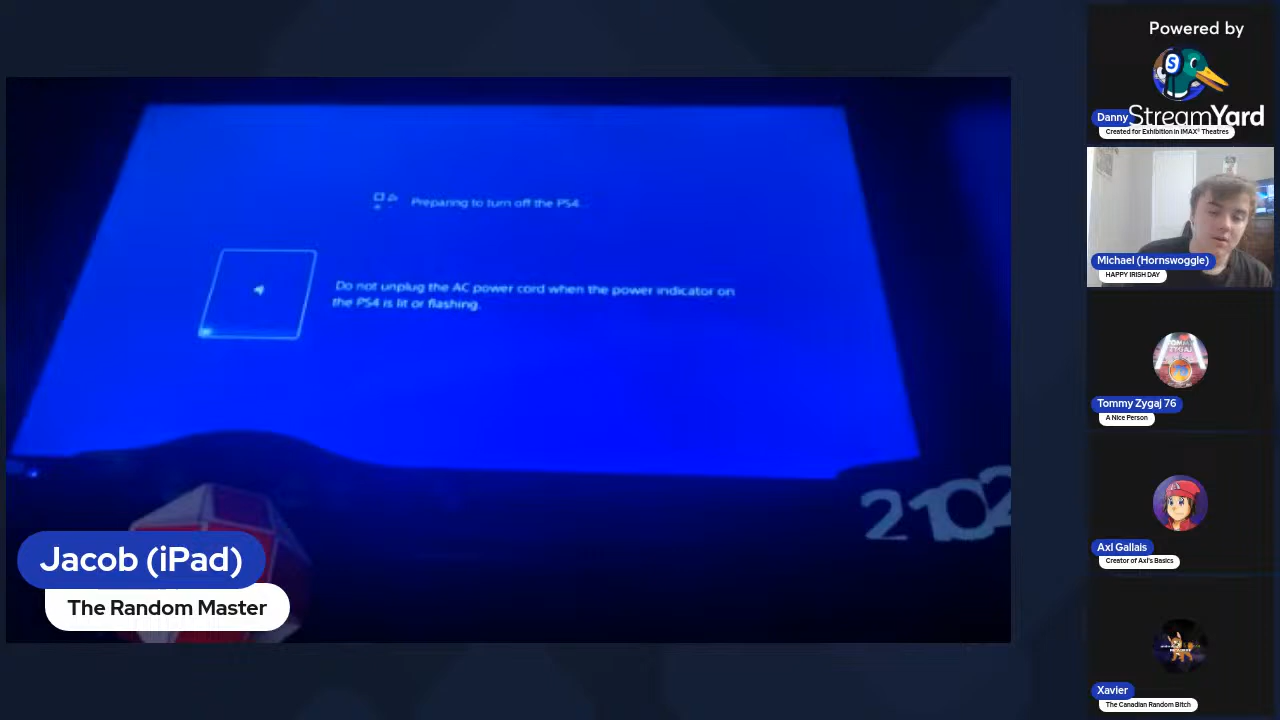 Powered by
StreamYard
Danny
Created for Exhibition in IMAX® Theatres
Preparing to turn off the PS4...
Do not unplug the AC power cord when the power indicator on
the PS4 is lit or flashing.
2102
Jacob (iPad)
The Random Master
Michael (Hornswoggle)
HAPPY IRISH DAY
Tommy Zygaj 76
A Nice Person
Axl Gallais
Creator of Axl's Basics
Xavier
The Canadian Random Bitch